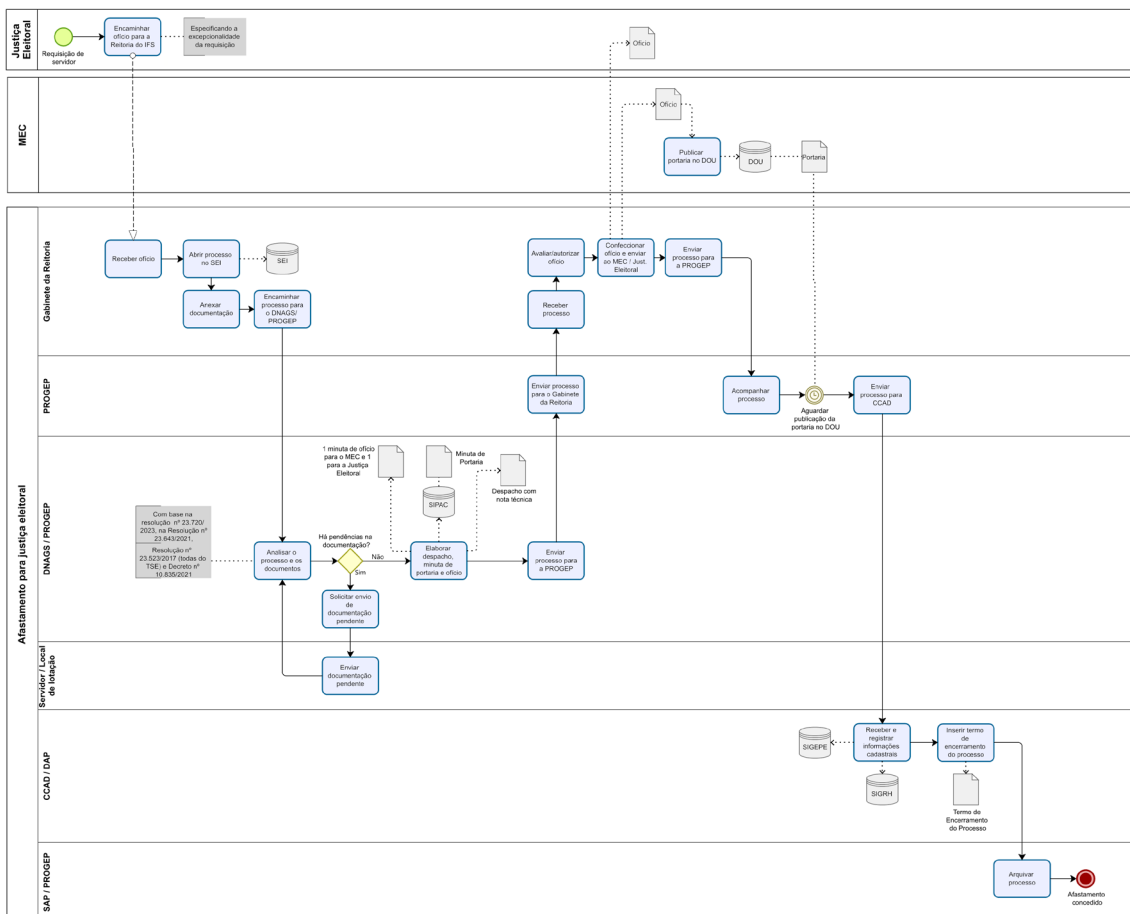 Justiça
Eleitoral
Requisição de
servidor
Encaminhar
ofício para a
Reitoria do IFS
Especificando a
excepcionalidade
da requisição
Ofício
MEC
Ofício
Publicar
portaria no DOU
DOU
Portaria
Afastamento para justiça eleitoral
Gabinete da Reitoria
Receber ofício
Abrir processo
no SEI
SEI
Anexar
documentação
Encaminhar
processo para
o DNAGS/
PROGEP
Avaliar/autorizar
ofício
Confeccionar
ofício e enviar
ao MEC / Just.
Eleitoral
Enviar
processo para
a PROGEP
Receber
processo
PROGEP
Enviar processo
para o Gabinete
da Reitoria
Acompanhar
processo
Aguardar
publicação da
portaria no DOU
Enviar
processo para
CCAD
DNAGS / PROGEP
1 minuta de ofício
para o MEC e 1
para a Justiça
Eleitoral
Minuta de
Portaria
SIPAC
Despacho com
nota técnica
Com base na
resolução nº 23.720/
2023, na Resolução nº
23.643/2021,
Resolução nº
23.523/2017 (todas do
TSE) e Decreto nº
10.835/2021
Analisar o
processo e os
documentos
Há pendências na
documentação?
Não
Sim
Elaborar
despacho,
minuta de
portaria e ofício
Enviar
processo para
a PROGEP
Solicitar envio
de
documentação
pendente
Servidor / Local
de lotação
Enviar
documentação
pendente
CCAD / DAP
SIGEPE
Receber e
registrar
informações
cadastrais
SIGRH
Inserir termo
de
encerramento
do processo
Termo de
Encerramento
do Processo
SAP / PROGEP
Arquivar
processo
Afastamento
concedido